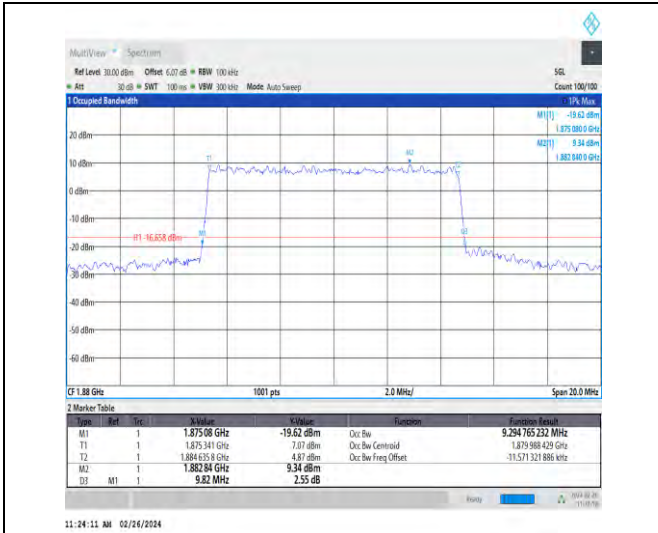 MultiView Spectrum
Ref Level 30.00 dBm Offset 6.07 dB RBW 100 kHz SGL
Att 30 dB SWT 100 ms VBW 300 kHz Mode Auto Sweep Count 100/100
1 Occupied Bandwidth 1Pk Max
M1[1] -19.62 dBm
1.875 080 0 GHz
M2[1] 9.34 dBm
1.882 840 0 GHz
20 dBm
10 dBm
T1
M2
0 dBm
-10 dBm
H1 -16.658 dBm
M1
D3
-20 dBm
-30 dBm
-40 dBm
-50 dBm
-60 dBm
CF 1.88 GHz 1001 pts 2.0 MHz/ Span 20.0 MHz
2 Marker Table
Type Ref Trc X-Value Y-Value Function Function Result
M1 1 1.875 08 GHz -19.62 dBm Occ Bw 9.294 765 232 MHz
T1 1 1.875 341 GHz 7.07 dBm Occ Bw Centroid 1.879 988 429 GHz
T2 1 1.884 635 8 GHz 4.87 dBm Occ Bw Freq Offset -11.571 321 886 kHz
M2 1 1.882 84 GHz 9.34 dBm
D3 M1 1 9.82 MHz 2.55 dB
Ready
11:24:11 AM 02/26/2024